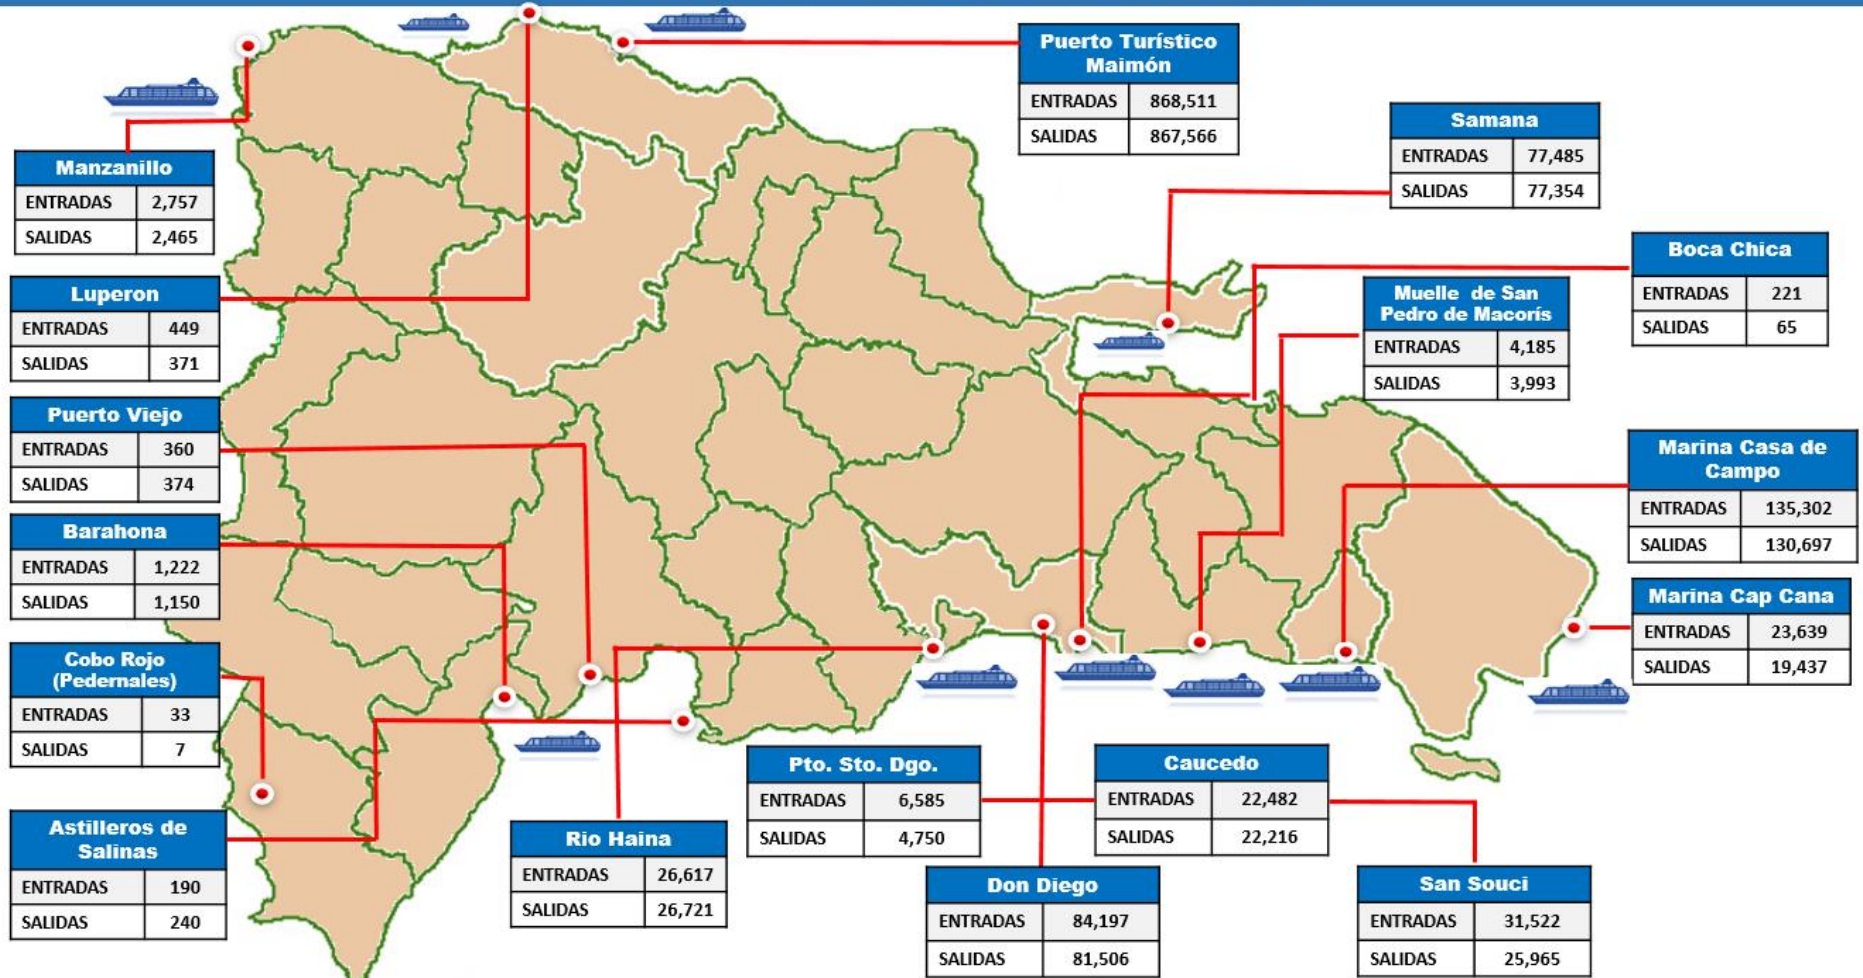 Puerto Turístico
Maimón
ENTRADAS 868,511
SALIDAS 867,566
Samana
ENTRADAS 77,485
SALIDAS 77,354
Manzanillo
ENTRADAS 2,757
SALIDAS 2,465
Boca Chica
ENTRADAS 221
SALIDAS 65
Luperon
ENTRADAS 449
SALIDAS 371
Muelle de San
Pedro de Macorís
ENTRADAS 4,185
SALIDAS 3,993
Puerto Viejo
ENTRADAS 360
SALIDAS 374
Marina Casa de
Campo
ENTRADAS 135,302
SALIDAS 130,697
Barahona
ENTRADAS 1,222
SALIDAS 1,150
Marina Cap Cana
ENTRADAS 23,639
SALIDAS 19,437
Cobo Rojo
(Pedernales)
ENTRADAS 33
SALIDAS 7
Astilleros de
Salinas
ENTRADAS 190
SALIDAS 240
Rio Haina
ENTRADAS 26,617
SALIDAS 26,721
Pto. Sto. Dgo.
ENTRADAS 6,585
SALIDAS 4,750
Caucedo
ENTRADAS 22,482
SALIDAS 22,216
Don Diego
ENTRADAS 84,197
SALIDAS 81,506
San Souci
ENTRADAS 31,522
SALIDAS 25,965